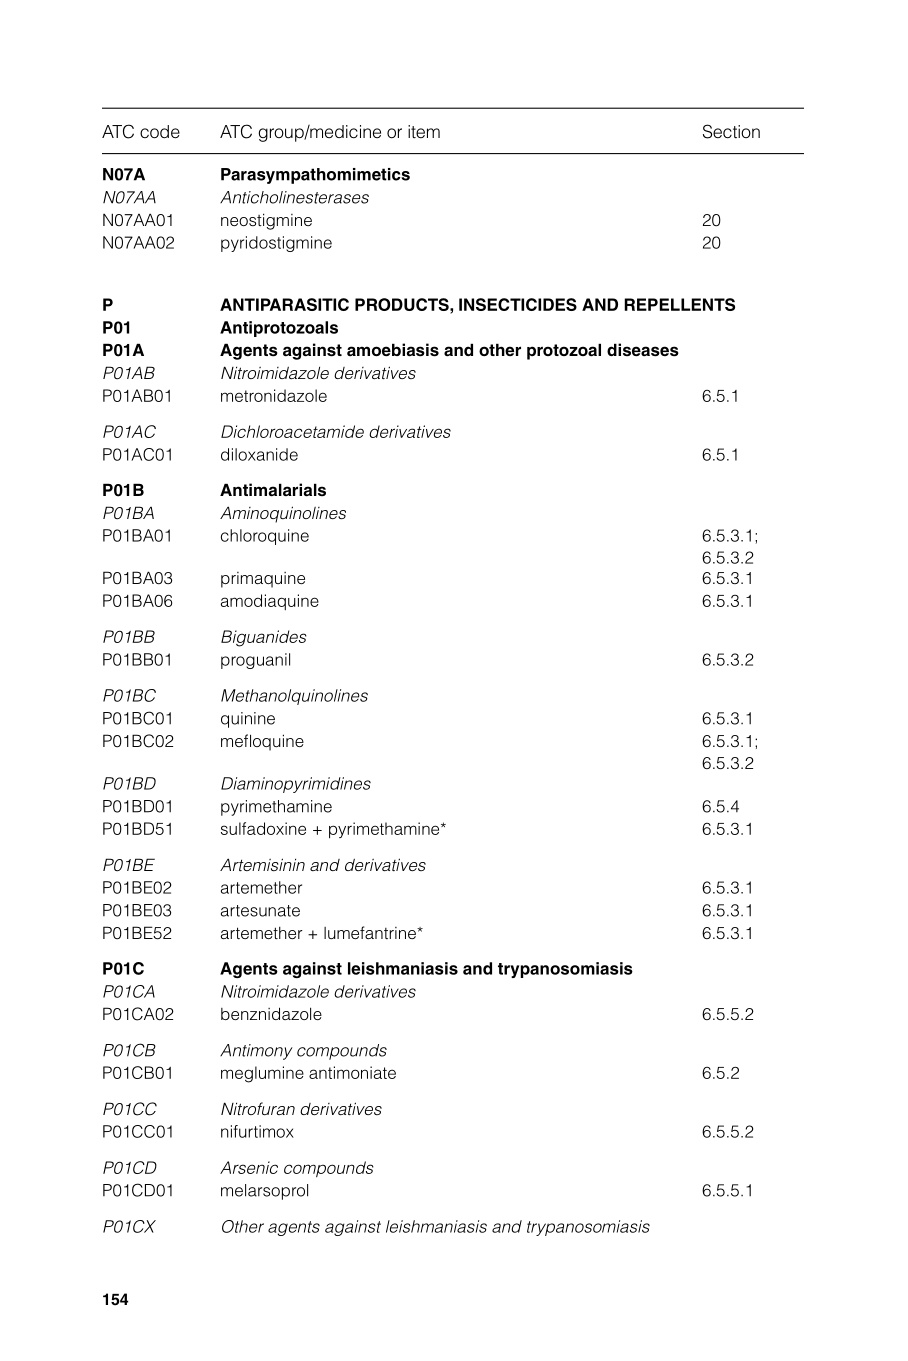 ATC code ATC group/medicine or item Section
N07A Parasympathomimetics
N07AA Anticholinesterases
N07AA01 neostigmine 20
N07AA02 pyridostigmine 20
P ANTIPARASITIC PRODUCTS, INSECTICIDES AND REPELLENTS
P01 Antiprotozoals
P01A Agents against amoebiasis and other protozoal diseases
P01AB Nitroimidazole derivatives
P01AB01 metronidazole 6.5.1
P01AC Dichloroacetamide derivatives
P01AC01 diloxanide 6.5.1
P01B Antimalarials
P01BA Aminoquinolines
P01BA01 chloroquine 6.5.3.1;
6.5.3.2
P01BA03 primaquine 6.5.3.1
P01BA06 amodiaquine 6.5.3.1
P01BB Biguanides
P01BB01 proguanil 6.5.3.2
P01BC Methanolquinolines
P01BC01 quinine 6.5.3.1
P01BC02 mefloquine 6.5.3.1;
6.5.3.2
P01BD Diaminopyrimidines
P01BD01 pyrimethamine 6.5.4
P01BD51 sulfadoxine + pyrimethamine* 6.5.3.1
P01BE Artemisinin and derivatives
P01BE02 artemether 6.5.3.1
P01BE03 artesunate 6.5.3.1
P01BE52 artemether + lumefantrine* 6.5.3.1
P01C Agents against leishmaniasis and trypanosomiasis
P01CA Nitroimidazole derivatives
P01CA02 benznidazole 6.5.5.2
P01CB Antimony compounds
P01CB01 meglumine antimoniate 6.5.2
P01CC Nitrofuran derivatives
P01CC01 nifurtimox 6.5.5.2
P01CD Arsenic compounds
P01CD01 melarsoprol 6.5.5.1
P01CX Other agents against leishmaniasis and trypanosomiasis
154